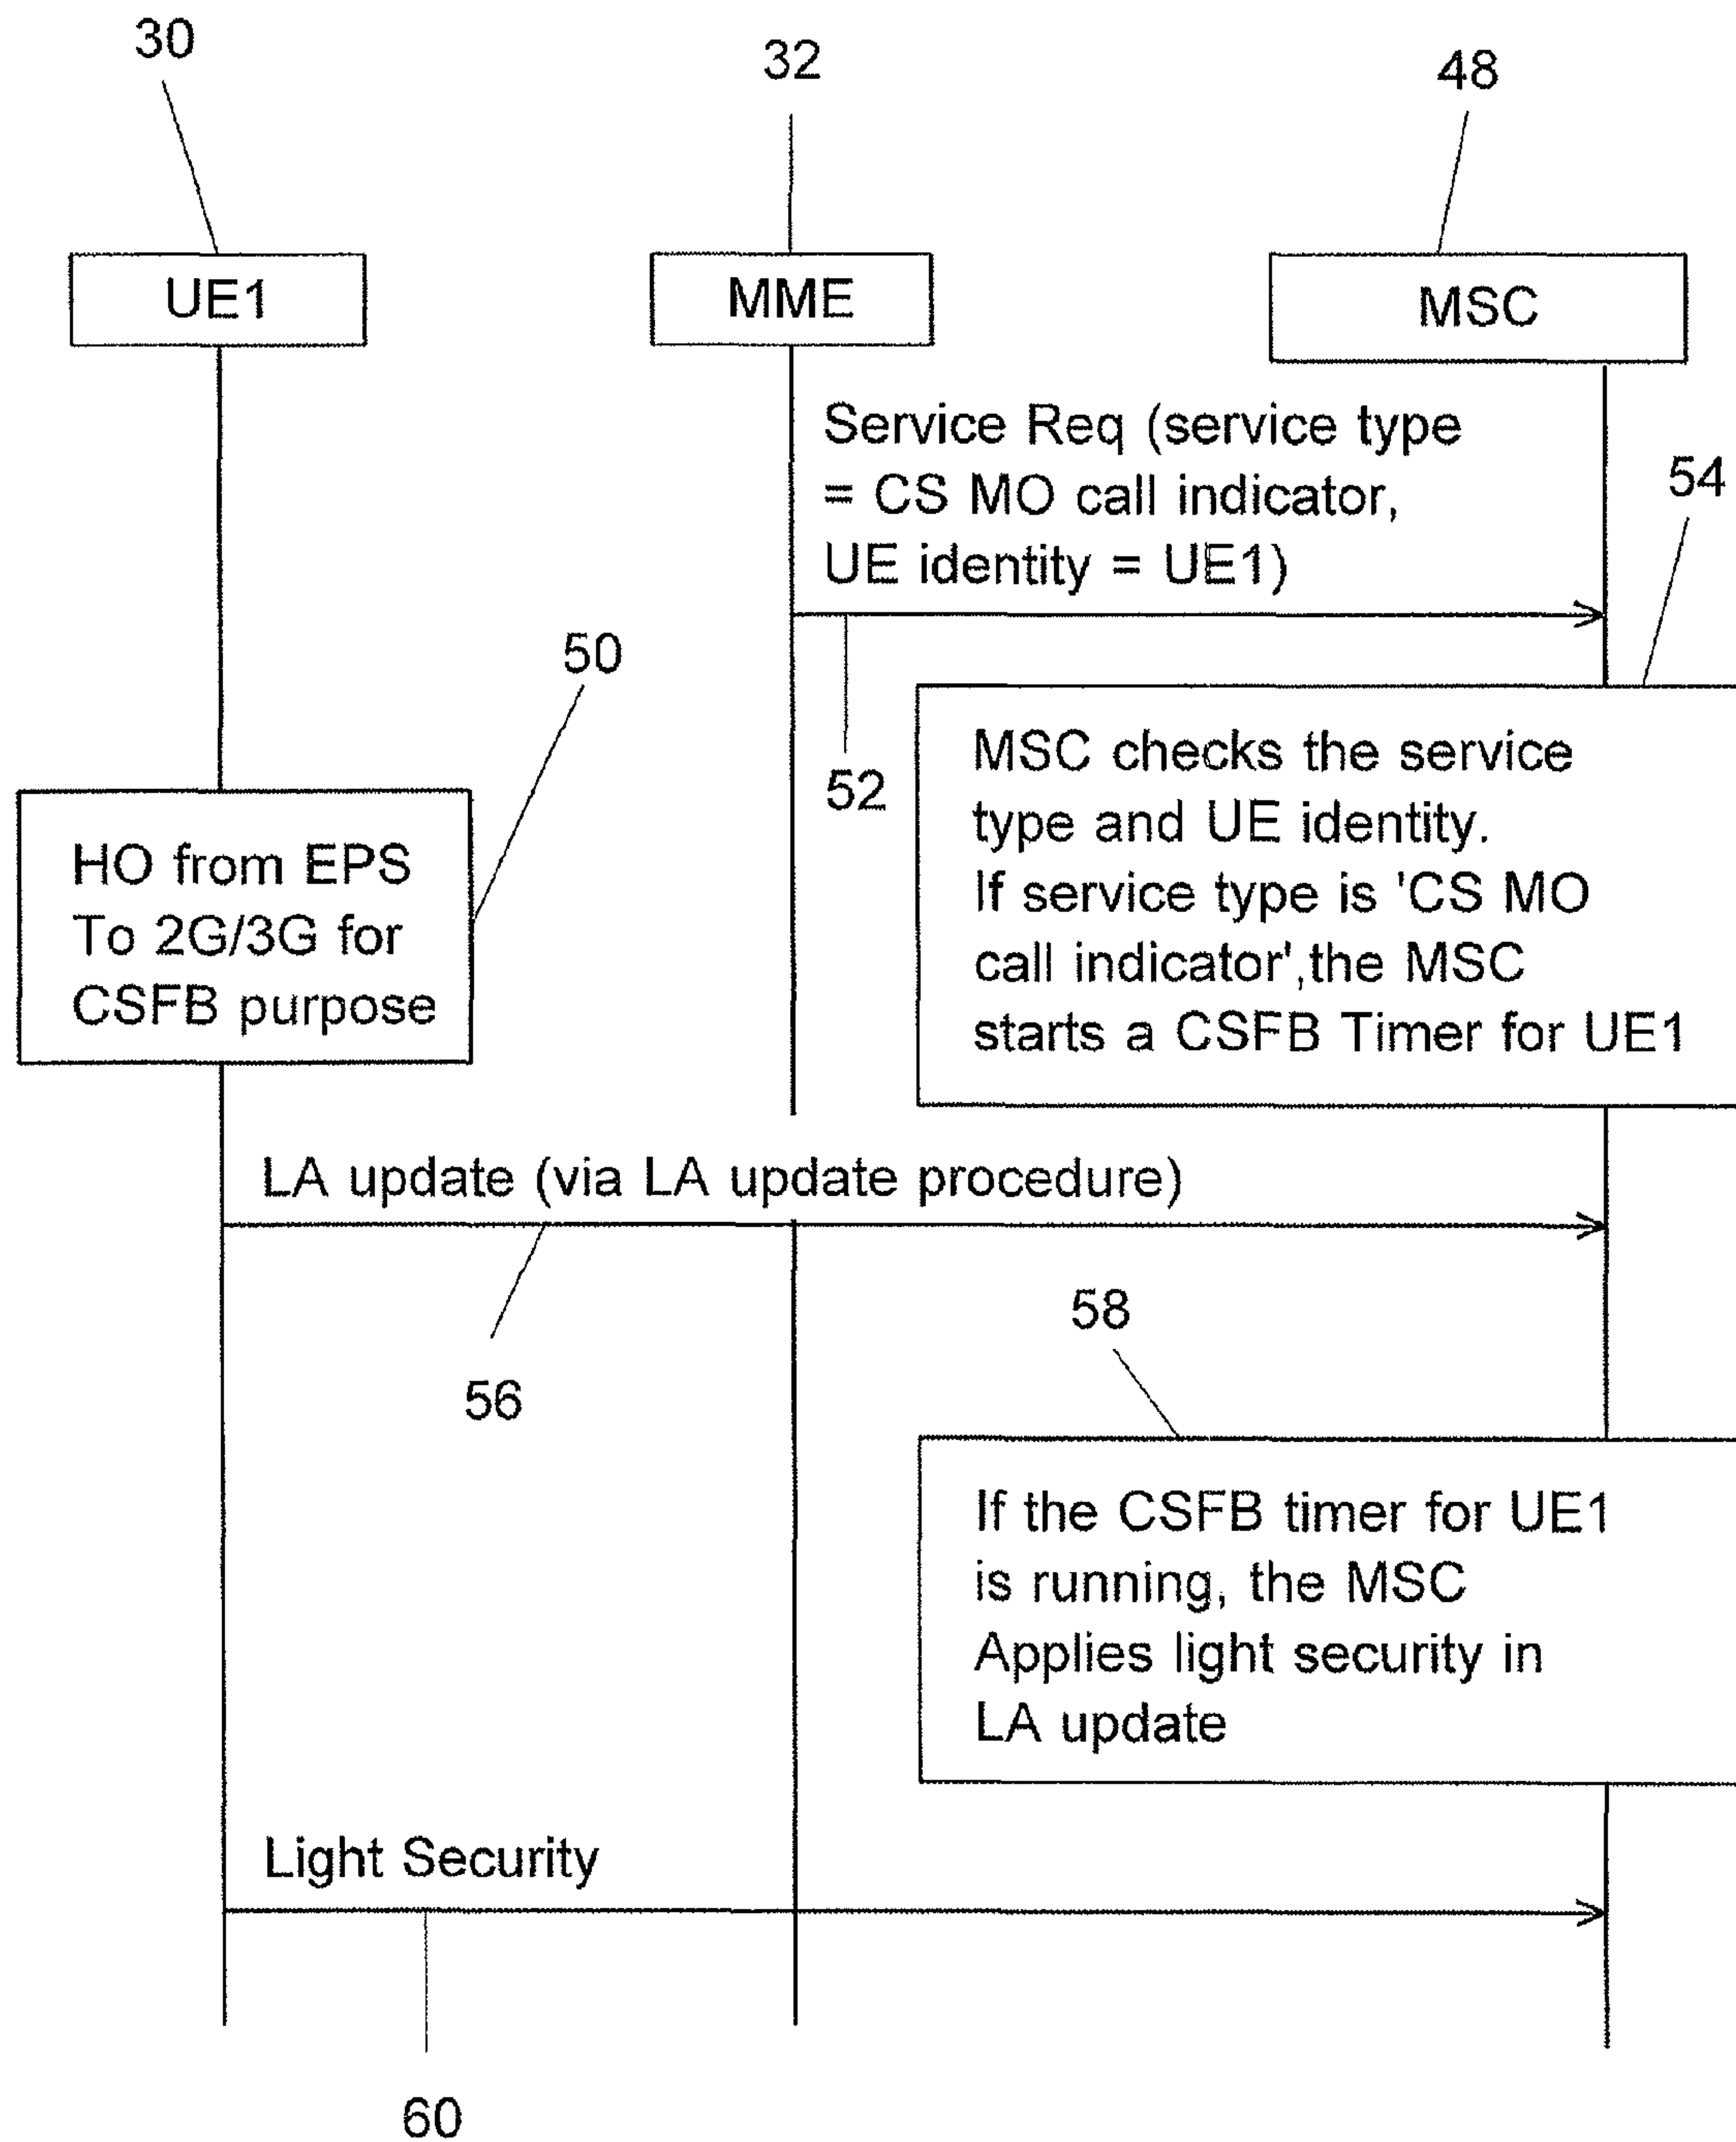 30
32
48
UE1
MME
MSC
Service Req (service type
= CS MO call indicator,
UE identity = UE1)
54
52
50
MSC checks the service
type and UE identity.
If service type is 'CS MO
call indicator',the MSC
starts a CSFB Timer for UE1
HO from EPS
To 2G/3G for
CSFB purpose
LA update (via LA update procedure)
56
58
If the CSFB timer for UE1
is running, the MSC
Applies light security in
LA update
Light Security
60